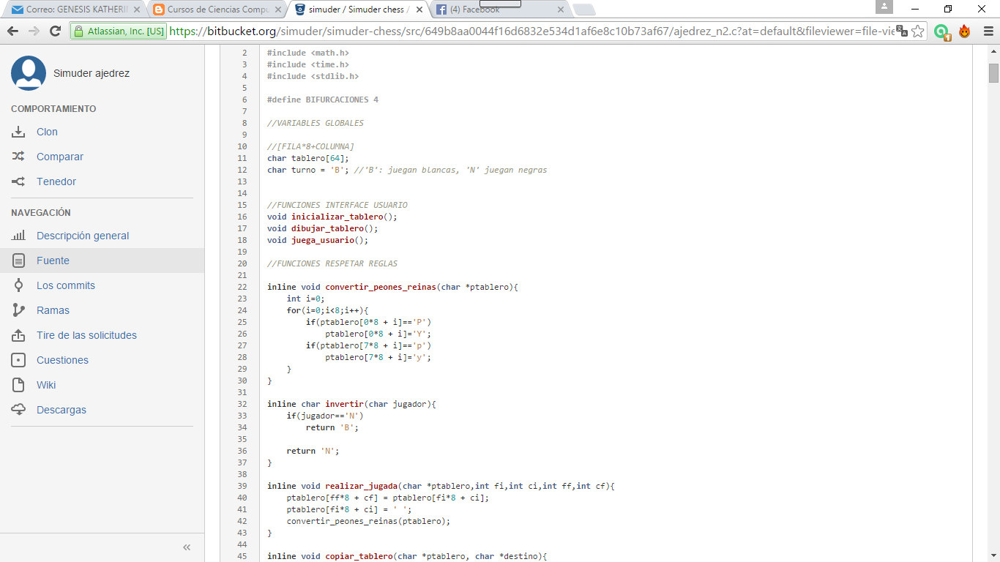 Correo: GENESIS KATHERI
Cursos de Ciencias Compu
simuder / Simuder chess /
(4) Facebook
Atlassian, Inc. [US] https://bitbucket.org/simuder/simuder-chess/src/649b8aa0044f16d6832e534d1af6e8c10b73af67/ajedrez_n2.c?at=default&fileviewer=file-vie
1
Simuder ajedrez
COMPORTAMIENTO
Clon
Comparar
Tenedor
NAVEGACIÓN
Descripción general
Fuente
Los commits
Ramas
Tire de las solicitudes
Cuestiones
Wiki
Descargas
«
2 #include <math.h>
3 #include <time.h>
4 #include <stdlib.h>
5
6 #define BIFURCACIONES 4
7
8 //VARIABLES GLOBALES
9
10 //[FILA*8+COLUMNA]
11 char tablero[64];
12 char turno = 'B'; //'B': juegan blancas, 'N' juegan negras
13
14
15 //FUNCIONES INTERFACE USUARIO
16 void inicializar_tablero();
17 void dibujar_tablero();
18 void juega_usuario();
19
20 //FUNCIONES RESPETAR REGLAS
21
22 inline void convertir_peones_reinas(char *ptablero){
23 int i=0;
24 for(i=0;i<8;i++){
25 if(ptablero[0*8 + i]=='P')
26 ptablero[0*8 + i]='Y';
27 if(ptablero[7*8 + i]=='p')
28 ptablero[7*8 + i]='y';
29 }
30 }
31
32 inline char invertir(char jugador){
33 if(jugador=='N')
34 return 'B';
35
36 return 'N';
37 }
38
39 inline void realizar_jugada(char *ptablero,int fi,int ci,int ff,int cf){
40 ptablero[ff*8 + cf] = ptablero[fi*8 + ci];
41 ptablero[fi*8 + ci] = ' ';
42 convertir_peones_reinas(ptablero);
43 }
44
45 inline void copiar_tablero(char *ptablero, char *destino){